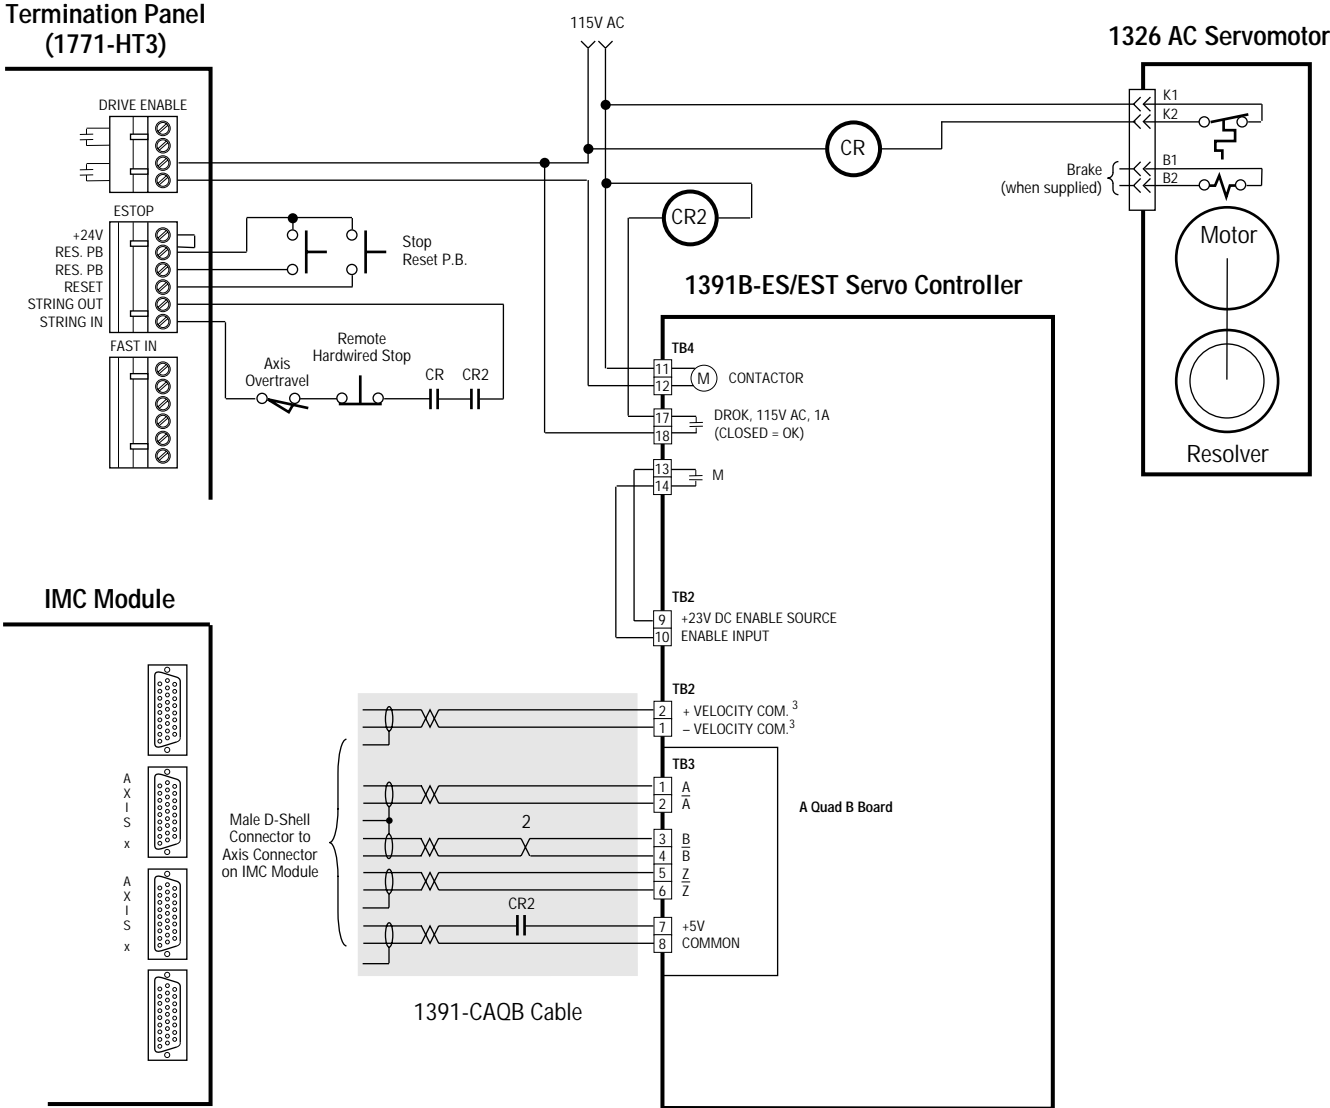 Termination Panel
(1771-HT3)
115V AC
1326 AC Servomotor
DRIVE ENABLE
K1
K2
CR
B1
B2
Brake
(when supplied)
ESTOP
+24V
RES. PB
RES. PB
RESET
STRING OUT
STRING IN
Stop
Reset P.B.
CR2
Motor
1391B-ES/EST Servo Controller
FAST IN
Axis
Overtravel
Remote
Hardwired Stop
CR
CR2
TB4
11
12
M
CONTACTOR
17
18
DROK, 115V AC, 1A
(CLOSED = OK)
13
14
M
Resolver
IMC Module
TB2
9
+23V DC ENABLE SOURCE
10
ENABLE INPUT
TB2
2
+ VELOCITY COM. 3
1
– VELOCITY COM.3
TB3
1
A
2
A̅
3
B
4
B̅
5
Z
6
Z̅
7
+5V
8
COMMON
A Quad B Board
2
CR2
AXIS
x
AXIS
x
Male D-Shell
Connector to
Axis Connector
on IMC Module
1391-CAQB Cable